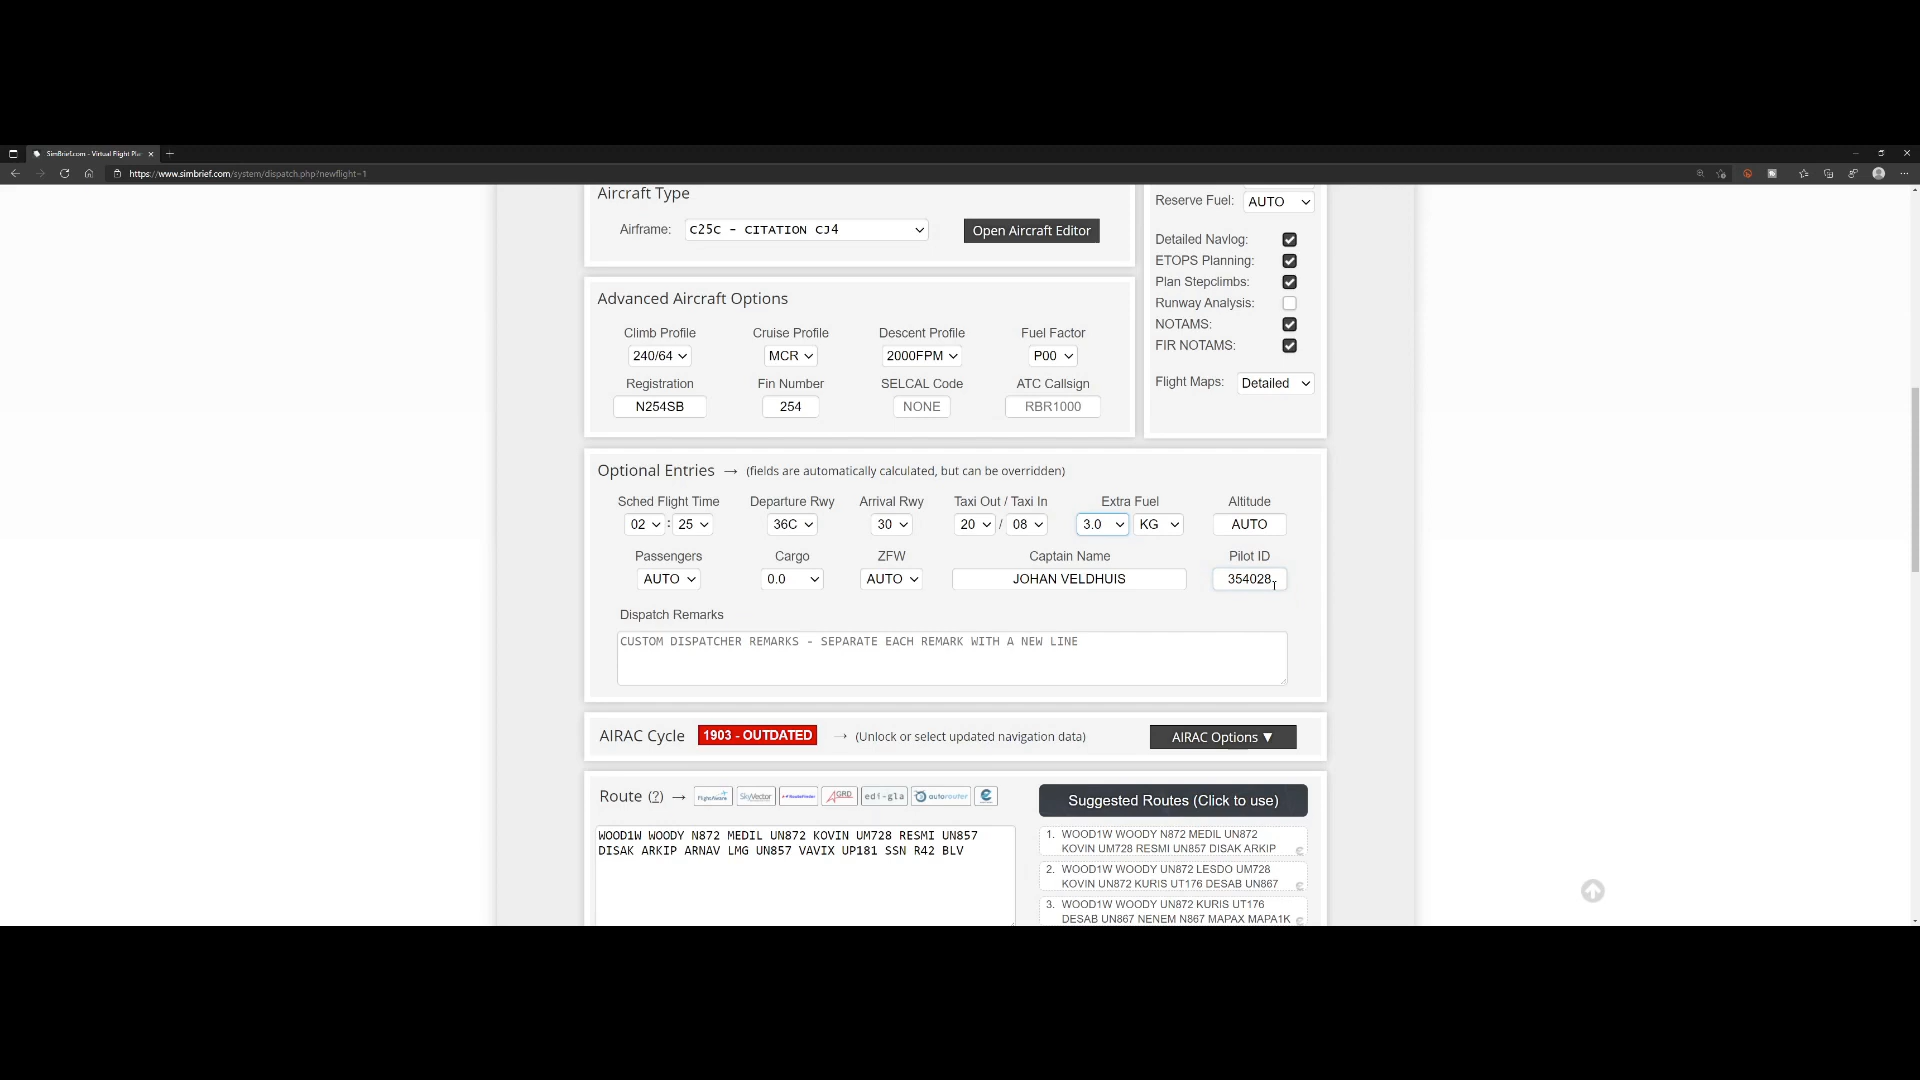 SimBrief.com - Virtual Flight Pla
https://www.simbrief.com/system/dispatch.php?newflight=1
Aircraft Type
Airframe: C25C - CITATION CJ4 Open Aircraft Editor
Reserve Fuel: AUTO
Detailed Navlog:
ETOPS Planning:
Plan Stepclimbs:
Runway Analysis:
NOTAMS:
FIR NOTAMS:
Flight Maps: Detailed
Advanced Aircraft Options
Climb Profile Cruise Profile Descent Profile Fuel Factor
240/64 MCR 2000FPM P00
Registration Fin Number SELCAL Code ATC Callsign
N254SB 254 NONE RBR1000
Optional Entries → (fields are automatically calculated, but can be overridden)
Sched Flight Time Departure Rwy Arrival Rwy Taxi Out / Taxi In Extra Fuel Altitude
02 : 25 36C 30 20 / 08 3.0 KG AUTO
Passengers Cargo ZFW Captain Name Pilot ID
AUTO 0.0 AUTO JOHAN VELDHUIS 354028
Dispatch Remarks
CUSTOM DISPATCHER REMARKS - SEPARATE EACH REMARK WITH A NEW LINE
AIRAC Cycle 1903 - OUTDATED → (Unlock or select updated navigation data) AIRAC Options ▼
Route (?) → FlightAware SkyVector RouteFinder AGRD edi-gla autorouter
WOOD1W WOODY N872 MEDIL UN872 KOVIN UM728 RESMI UN857
DISAK ARKIP ARNAV LMG UN857 VAVIX UP181 SSN R42 BLV
Suggested Routes (Click to use)
1. WOOD1W WOODY N872 MEDIL UN872
KOVIN UM728 RESMI UN857 DISAK ARKIP
2. WOOD1W WOODY UN872 LESDO UM728
KOVIN UN872 KURIS UT176 DESAB UN867
3. WOOD1W WOODY UN872 KURIS UT176
DESAB UN867 NENEM N867 MAPAX MAPA1K